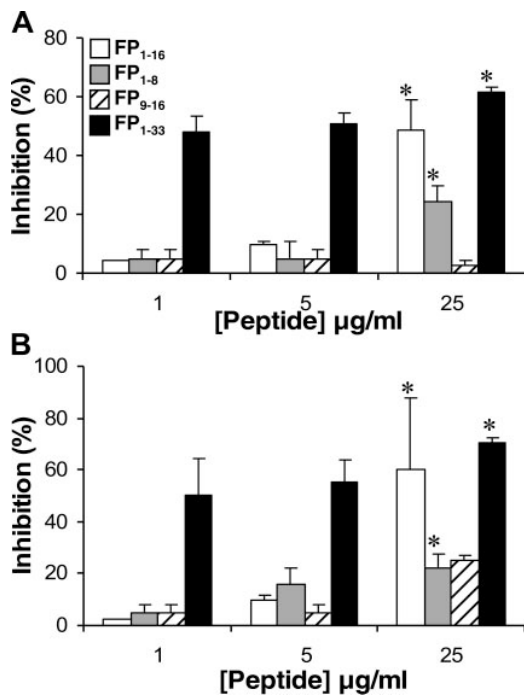 A
80
60
40
20
0
Inhibition (%)
FP1-16
FP1-8
FP9-16
FP1-33
* * *
1 5 25
[Peptide] µg/ml
B
100
80
60
40
20
0
Inhibition (%)
* * *
1 5 25
[Peptide] µg/ml